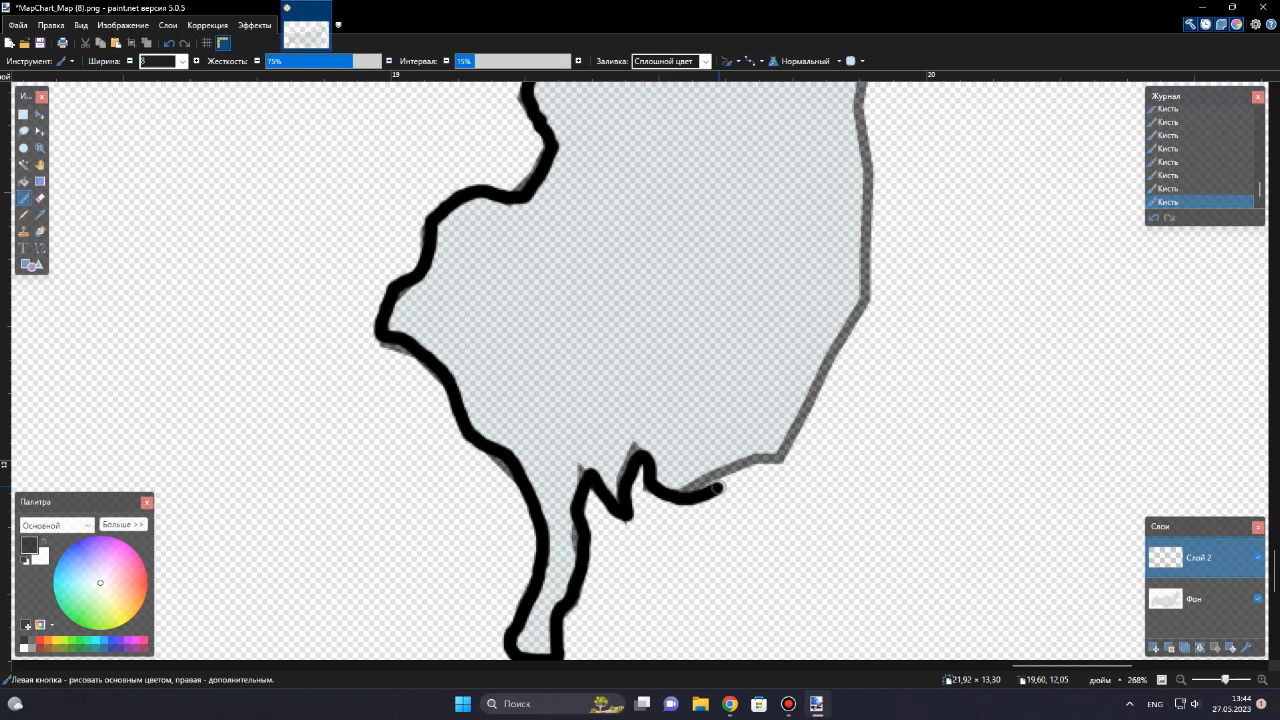 *MapChart_Map (8).png - paint.net 5.0.5
Файл Правка Вид Изображение Слои Коррекция Эффекты
Инструмент: Ширина: Жесткость: 75% Интервал: 15% Заливка: Сплошной цвет Нормальный
19 20
И... Журнал
Кисть
Кисть
Кисть
Кисть
Кисть
Кисть
Кисть
Кисть
Палитра
Основной Больше >>
Слои
Слой 2
Фон
Левая кнопка - рисовать основным цветом, правая - дополнительным. 21,92 × 13,30 19,60, 12,05 дюйм 268%
Поиск ENG 13:44
27.05.2023